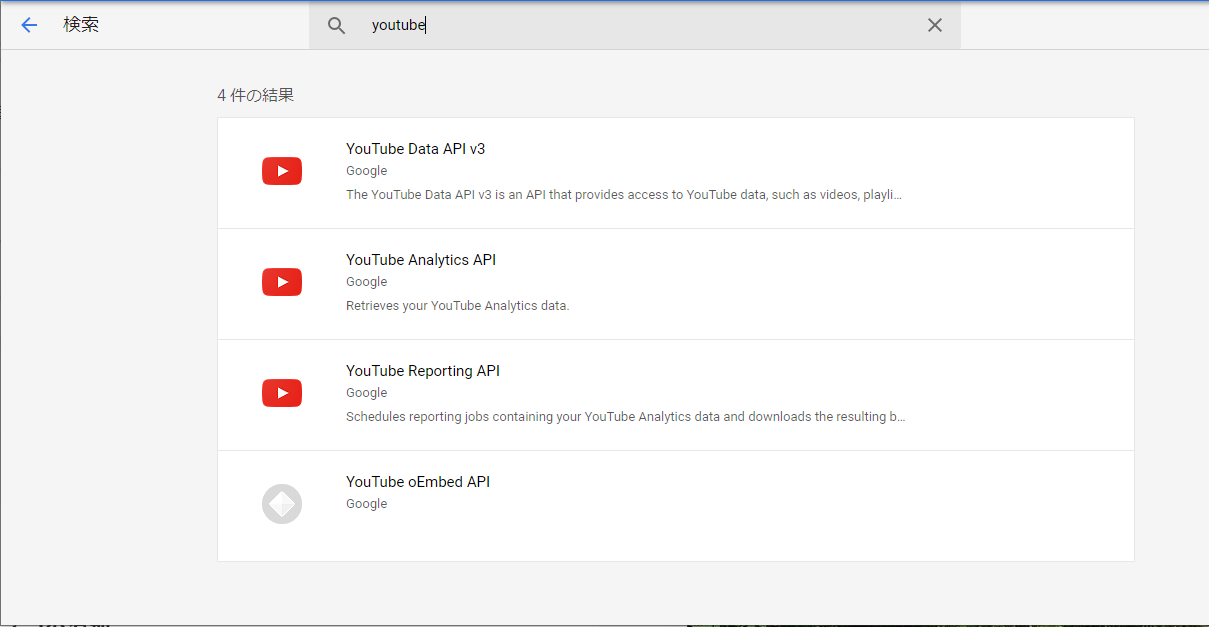 検索
youtube
4 件の結果
YouTube Data API v3
Google
The YouTube Data API v3 is an API that provides access to YouTube data, such as videos, playli...
YouTube Analytics API
Google
Retrieves your YouTube Analytics data.
YouTube Reporting API
Google
Schedules reporting jobs containing your YouTube Analytics data and downloads the resulting b...
YouTube oEmbed API
Google